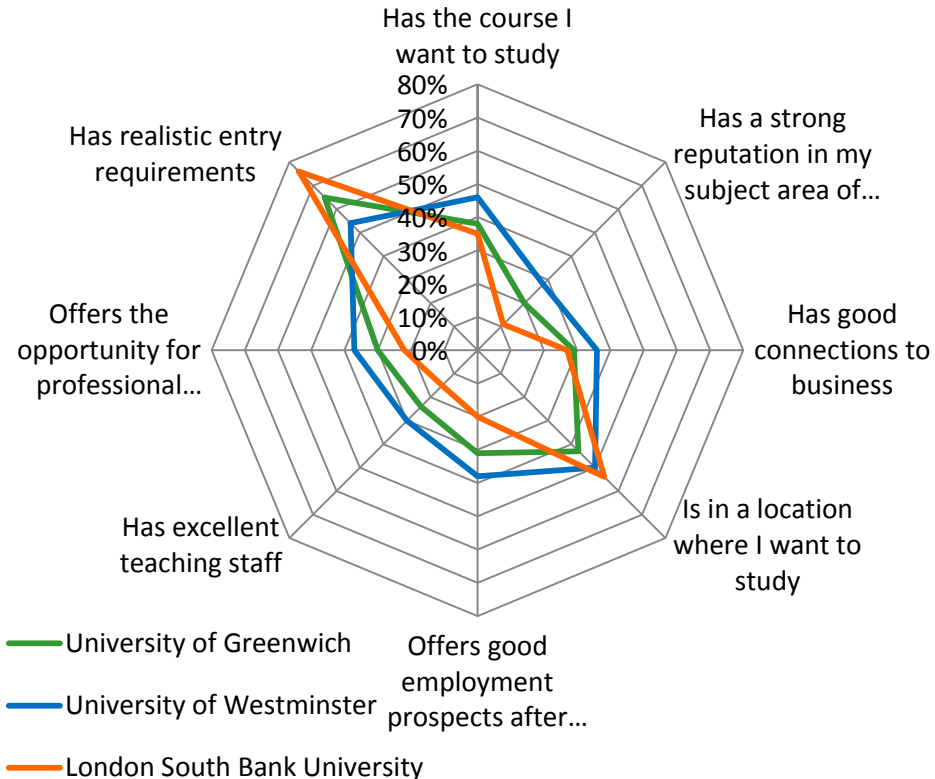 Has the course I
want to study
80%
70%
60%
50%
40%
30%
20%
10%
0%
Has a strong
reputation in my
subject area of...
Has good
connections to
business
Is in a location
where I want to
study
Offers good
employment
prospects after...
Has excellent
teaching staff
Offers the
opportunity for
professional...
Has realistic entry
requirements
University of Greenwich
University of Westminster
London South Bank University